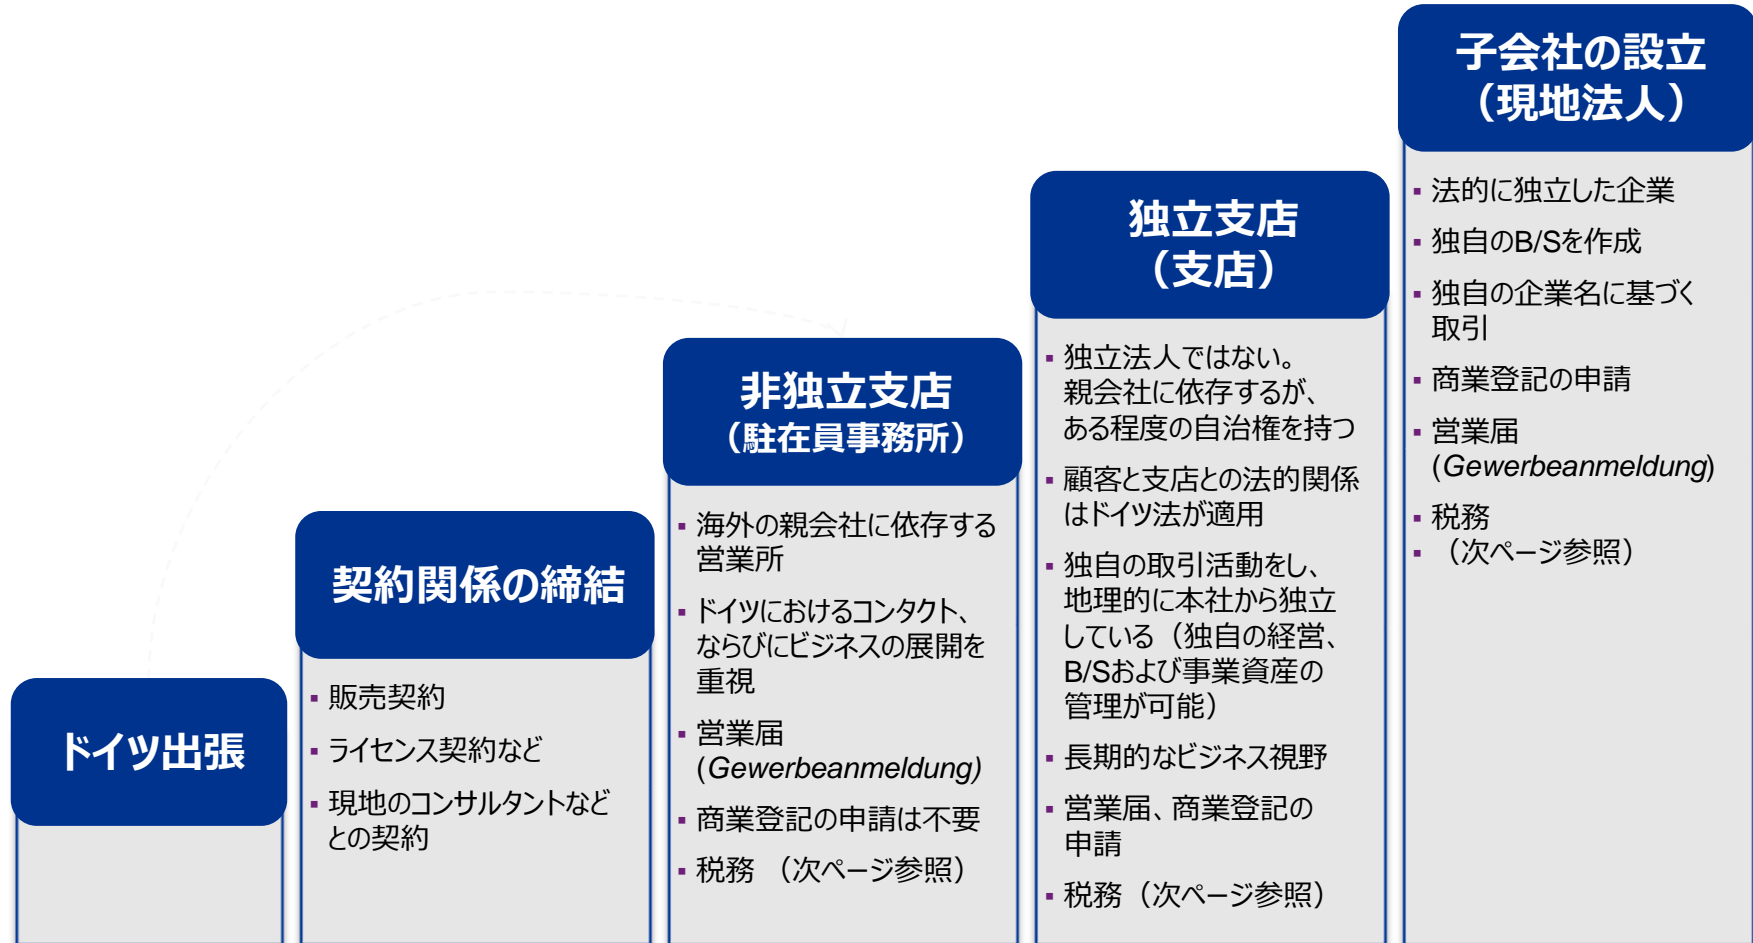 ドイツ出張
契約関係の締結
▪ 販売契約
▪ ライセンス契約など
▪ 現地のコンサルタントなど
との契約
非独立支店
（駐在員事務所）
▪ 海外の親会社に依存する
営業所
▪ ドイツにおけるコンタクト、
ならびにビジネスの展開を
重視
▪ 営業届
(Gewerbeanmeldung)
▪ 商業登記の申請は不要
▪ 税務 （次ページ参照）
独立支店
（支店）
▪ 独立法人ではない。
親会社に依存するが、
ある程度の自治権を持つ
▪ 顧客と支店との法的関係
はドイツ法が適用
▪ 独自の取引活動をし、
地理的に本社から独立
している（独自の経営、
B/Sおよび事業資産の
管理が可能）
▪ 長期的なビジネス視野
▪ 営業届、商業登記の
申請
▪ 税務（次ページ参照）
子会社の設立
（現地法人）
▪ 法的に独立した企業
▪ 独自のB/Sを作成
▪ 独自の企業名に基づく
取引
▪ 商業登記の申請
▪ 営業届
(Gewerbeanmeldung)
▪ 税務
▪ （次ページ参照）